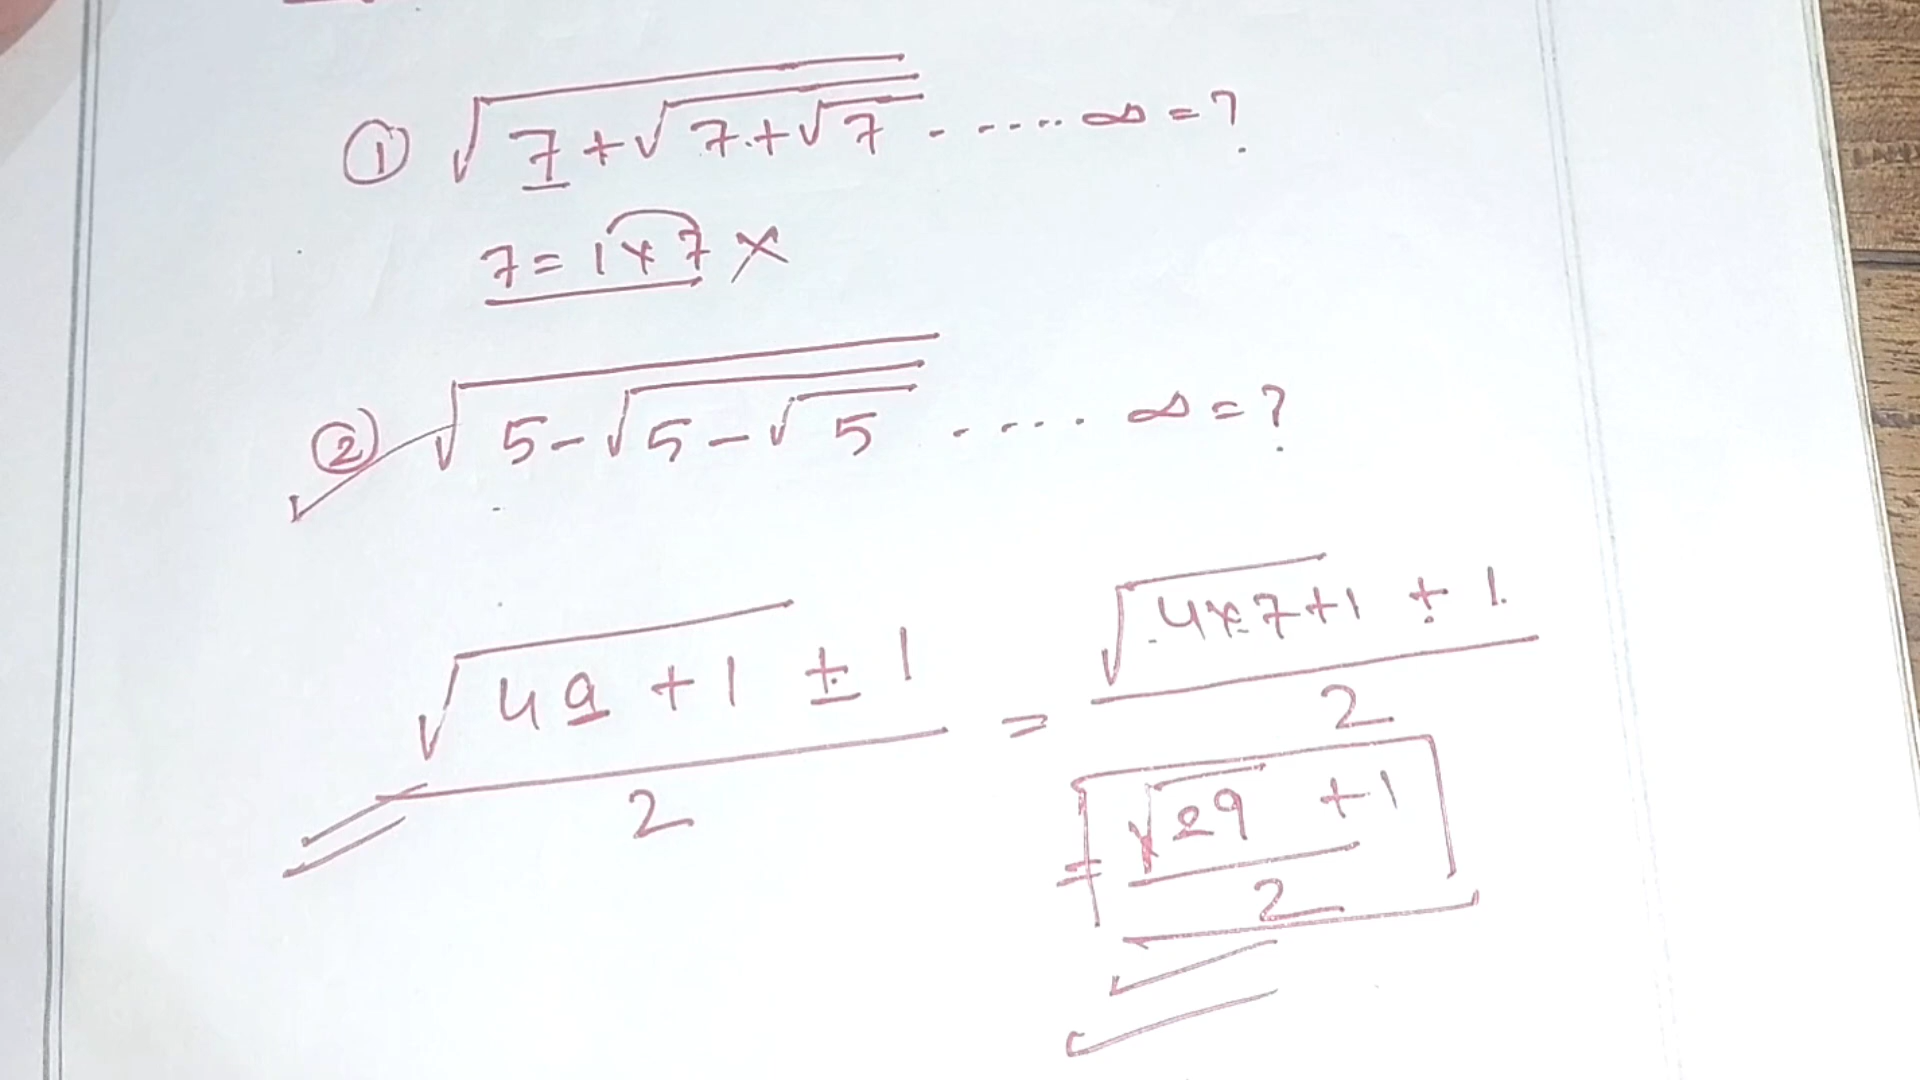 ① √(7+√(7+√7 ...... ∞ = ?
7 = 1×7 ×
② √(5-√(5-√5 ..... ∞ = ?
(√(4a+1) ± 1)/2 = (√(4×7+1) ± 1)/2
= (√29 + 1)/2